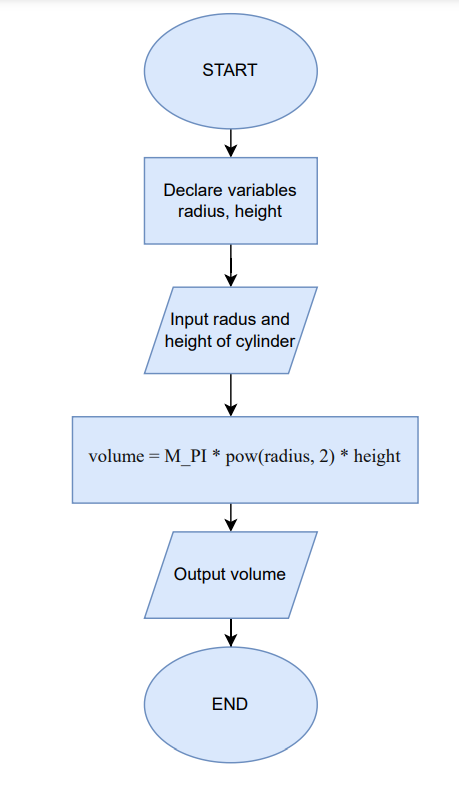 START
Declare variables
radius, height
Input radus and
height of cylinder
volume = M_PI * pow(radius, 2) * height
Output volume
END